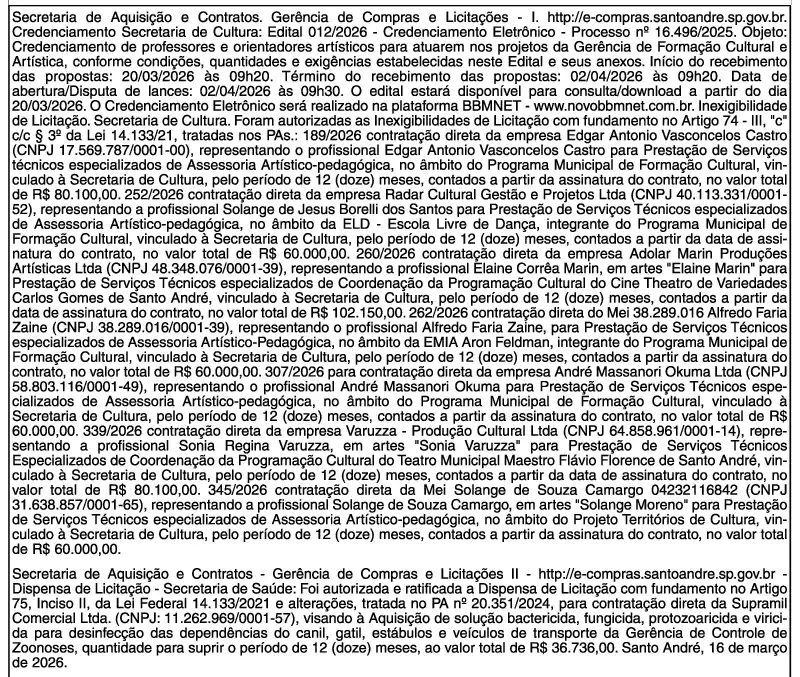 Secretaria de Aquisição e Contratos. Gerência de Compras e Licitações - I. http://e-compras.santoandre.sp.gov.br.
Credenciamento Secretaria de Cultura: Edital 012/2026 - Credenciamento Eletrônico - Processo nº 16.496/2025. Objeto:
Credenciamento de professores e orientadores artísticos para atuarem nos projetos da Gerência de Formação Cultural e
Artística, conforme condições, quantidades e exigências estabelecidas neste Edital e seus anexos. Início do recebimento
das propostas: 20/03/2026 às 09h20. Término do recebimento das propostas: 02/04/2026 às 09h20. Data de
abertura/Disputa de lances: 02/04/2026 às 09h30. O edital estará disponível para consulta/download a partir do dia
20/03/2026. O Credenciamento Eletrônico será realizado na plataforma BBMNET - www.novobbmnet.com.br. Inexigibilidade
de Licitação. Secretaria de Cultura. Foram autorizadas as Inexigibilidades de Licitação com fundamento no Artigo 74 - III, "c"
c/c § 3º da Lei 14.133/21, tratadas nos PAs.: 189/2026 contratação direta da empresa Edgar Antonio Vasconcelos Castro
(CNPJ 17.569.787/0001-00), representando o profissional Edgar Antonio Vasconcelos Castro para Prestação de Serviços
técnicos especializados de Assessoria Artístico-pedagógica, no âmbito do Programa Municipal de Formação Cultural, vin-
culado à Secretaria de Cultura, pelo período de 12 (doze) meses, contados a partir da assinatura do contrato, no valor total
de R$ 80.100,00. 252/2026 contratação direta da empresa Radar Cultural Gestão e Projetos Ltda (CNPJ 40.113.331/0001-
52), representando a profissional Solange de Jesus Borelli dos Santos para Prestação de Serviços Técnicos especializados
de Assessoria Artístico-pedagógica, no âmbito da ELD - Escola Livre de Dança, integrante do Programa Municipal de
Formação Cultural, vinculado à Secretaria de Cultura, pelo período de 12 (doze) meses, contados a partir da data de assi-
natura do contrato, no valor total de R$ 60.000,00. 260/2026 contratação direta da empresa Adolar Marin Produções
Artísticas Ltda (CNPJ 48.348.076/0001-39), representando a profissional Elaine Corrêa Marin, em artes "Elaine Marin" para
Prestação de Serviços Técnicos especializados de Coordenação da Programação Cultural do Cine Theatro de Variedades
Carlos Gomes de Santo André, vinculado à Secretaria de Cultura, pelo período de 12 (doze) meses, contados a partir da
data de assinatura do contrato, no valor total de R$ 102.150,00. 262/2026 contratação direta do Mei 38.289.016 Alfredo Faria
Zaine (CNPJ 38.289.016/0001-39), representando o profissional Alfredo Faria Zaine, para Prestação de Serviços Técnicos
especializados de Assessoria Artístico-Pedagógica, no âmbito da EMIA Aron Feldman, integrante do Programa Municipal de
Formação Cultural, vinculado à Secretaria de Cultura, pelo período de 12 (doze) meses, contados a partir da assinatura do
contrato, no valor total de R$ 60.000,00. 307/2026 para contratação direta da empresa André Massanori Okuma Ltda (CNPJ
58.803.116/0001-49), representando o profissional André Massanori Okuma para Prestação de Serviços Técnicos espe-
cializados de Assessoria Artístico-pedagógica, no âmbito do Programa Municipal de Formação Cultural, vinculado à
Secretaria de Cultura, pelo período de 12 (doze) meses, contados a partir da assinatura do contrato, no valor total de R$
60.000,00. 339/2026 contratação direta da empresa Varuzza - Produção Cultural Ltda (CNPJ 64.858.961/0001-14), repre-
sentando a profissional Sonia Regina Varuzza, em artes "Sonia Varuzza" para Prestação de Serviços Técnicos
Especializados de Coordenação da Programação Cultural do Teatro Municipal Maestro Flávio Florence de Santo André, vin-
culado à Secretaria de Cultura, pelo período de 12 (doze) meses, contados a partir da data de assinatura do contrato, no
valor total de R$ 80.100,00. 345/2026 contratação direta da Mei Solange de Souza Camargo 04232116842 (CNPJ
31.638.857/0001-65), representando a profissional Solange de Souza Camargo, em artes "Solange Moreno" para Prestação
de Serviços Técnicos especializados de Assessoria Artístico-pedagógica, no âmbito do Projeto Territórios de Cultura, vin-
culado à Secretaria de Cultura, pelo período de 12 (doze) meses, contados a partir da assinatura do contrato, no valor total
de R$ 60.000,00.
Secretaria de Aquisição e Contratos - Gerência de Compras e Licitações II - http://e-compras.santoandre.sp.gov.br -
Dispensa de Licitação - Secretaria de Saúde: Foi autorizada e ratificada a Dispensa de Licitação com fundamento no Artigo
75, Inciso II, da Lei Federal 14.133/2021 e alterações, tratada no PA nº 20.351/2024, para contratação direta da Supramil
Comercial Ltda. (CNPJ: 11.262.969/0001-57), visando à Aquisição de solução bactericida, fungicida, protozoaricida e virici-
da para desinfecção das dependências do canil, gatil, estábulos e veículos de transporte da Gerência de Controle de
Zoonoses, quantidade para suprir o período de 12 (doze) meses, ao valor total de R$ 36.736,00. Santo André, 16 de março
de 2026.